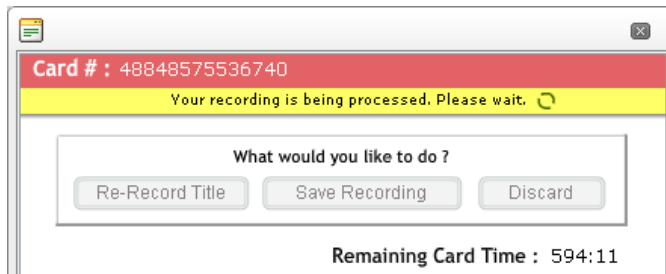 Card # : 48848575536740
Your recording is being processed. Please wait.
What would you like to do ?
Re-Record Title Save Recording Discard
Remaining Card Time : 594:11